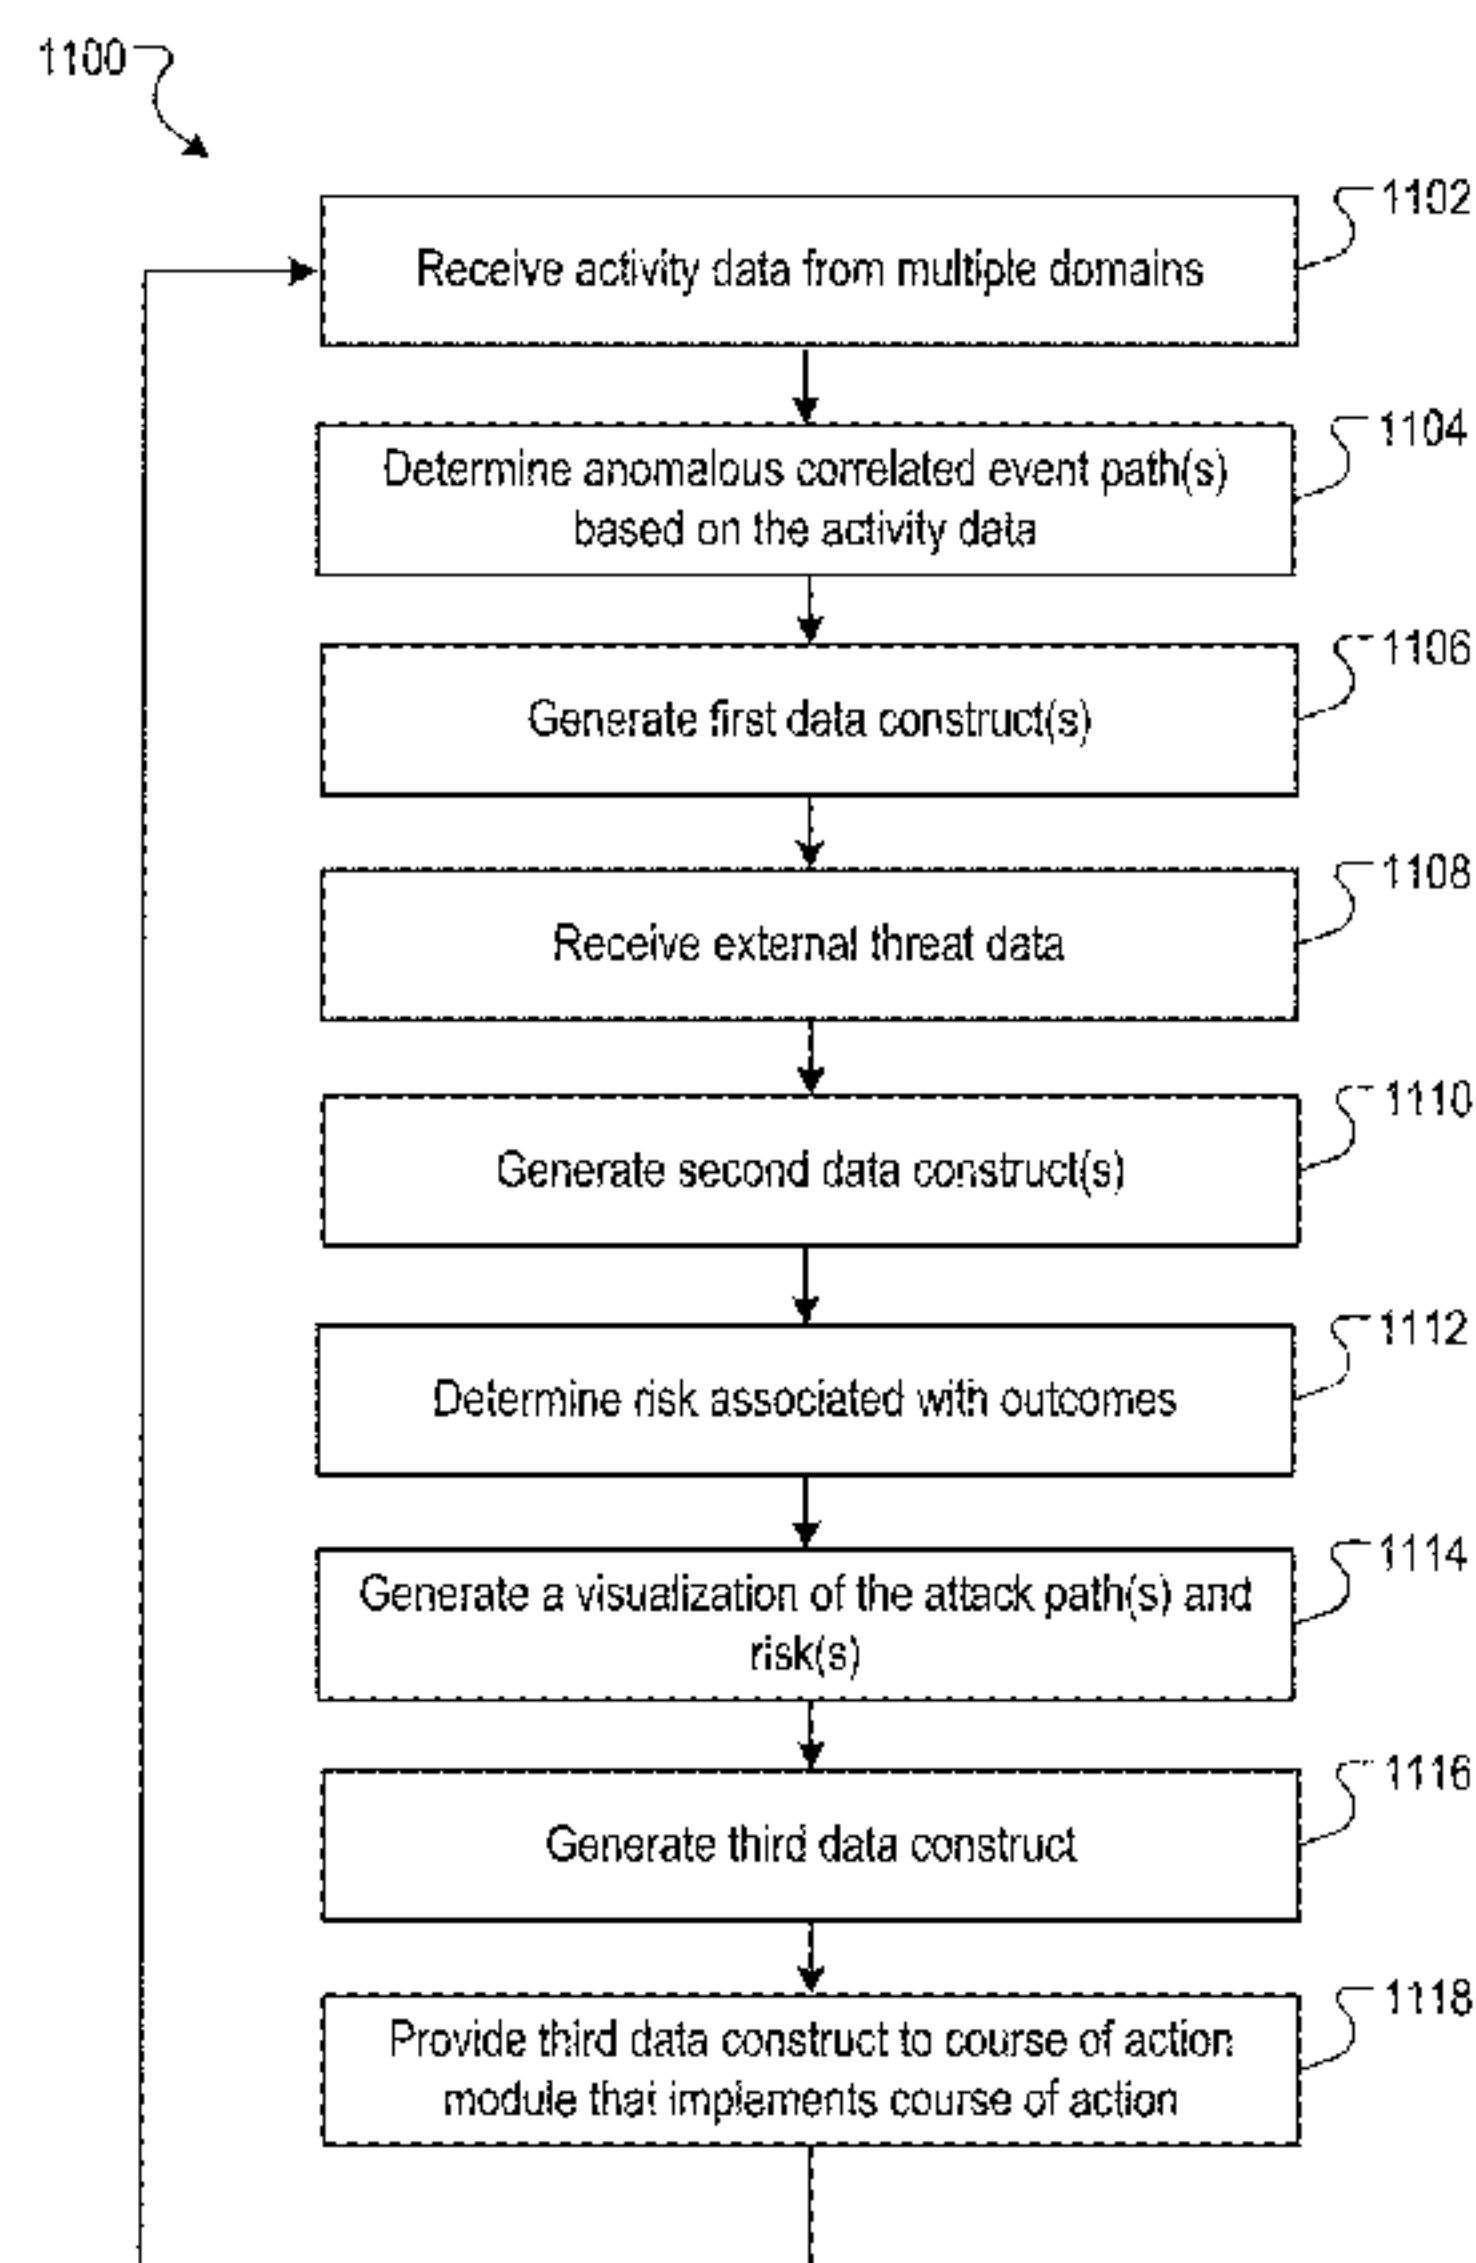 1100
1102
Receive activity data from multiple domains
1104
Determine anomalous correlated event path(s)
based on the activity data
1106
Generate first data construct(s)
1108
Receive external threat data
1110
Generate second data construct(s)
1112
Determine risk associated with outcomes
1114
Generate a visualization of the attack path(s) and
risk(s)
1116
Generate third data construct
1118
Provide third data construct to course of action
module that implements course of action